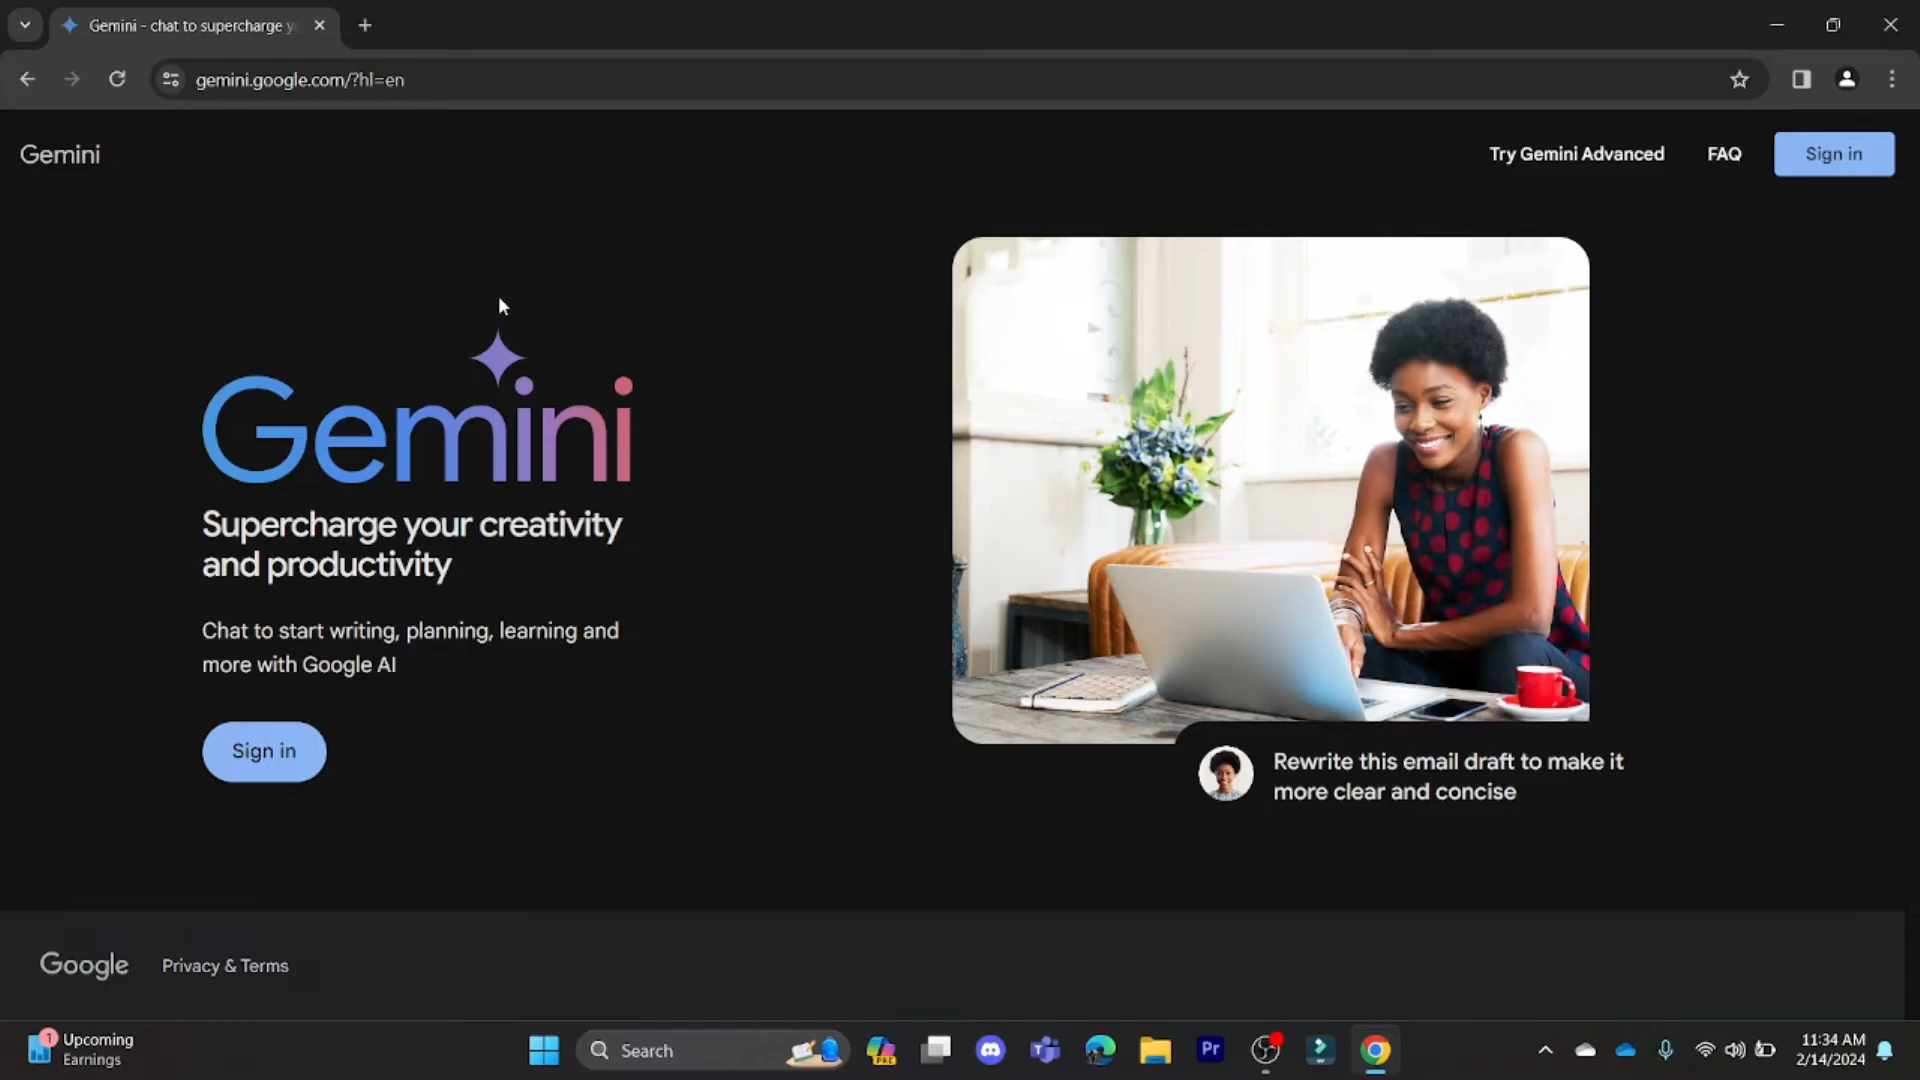 Gemini - chat to supercharge y
gemini.google.com/?hl=en
Gemini
Try Gemini Advanced
FAQ
Sign in
Gemini
Supercharge your creativity
and productivity
Chat to start writing, planning, learning and
more with Google AI
Sign in
Rewrite this email draft to make it
more clear and concise
Google
Privacy & Terms
1
Upcoming
Earnings
Search
PRE
Pr
11:34 AM
2/14/2024